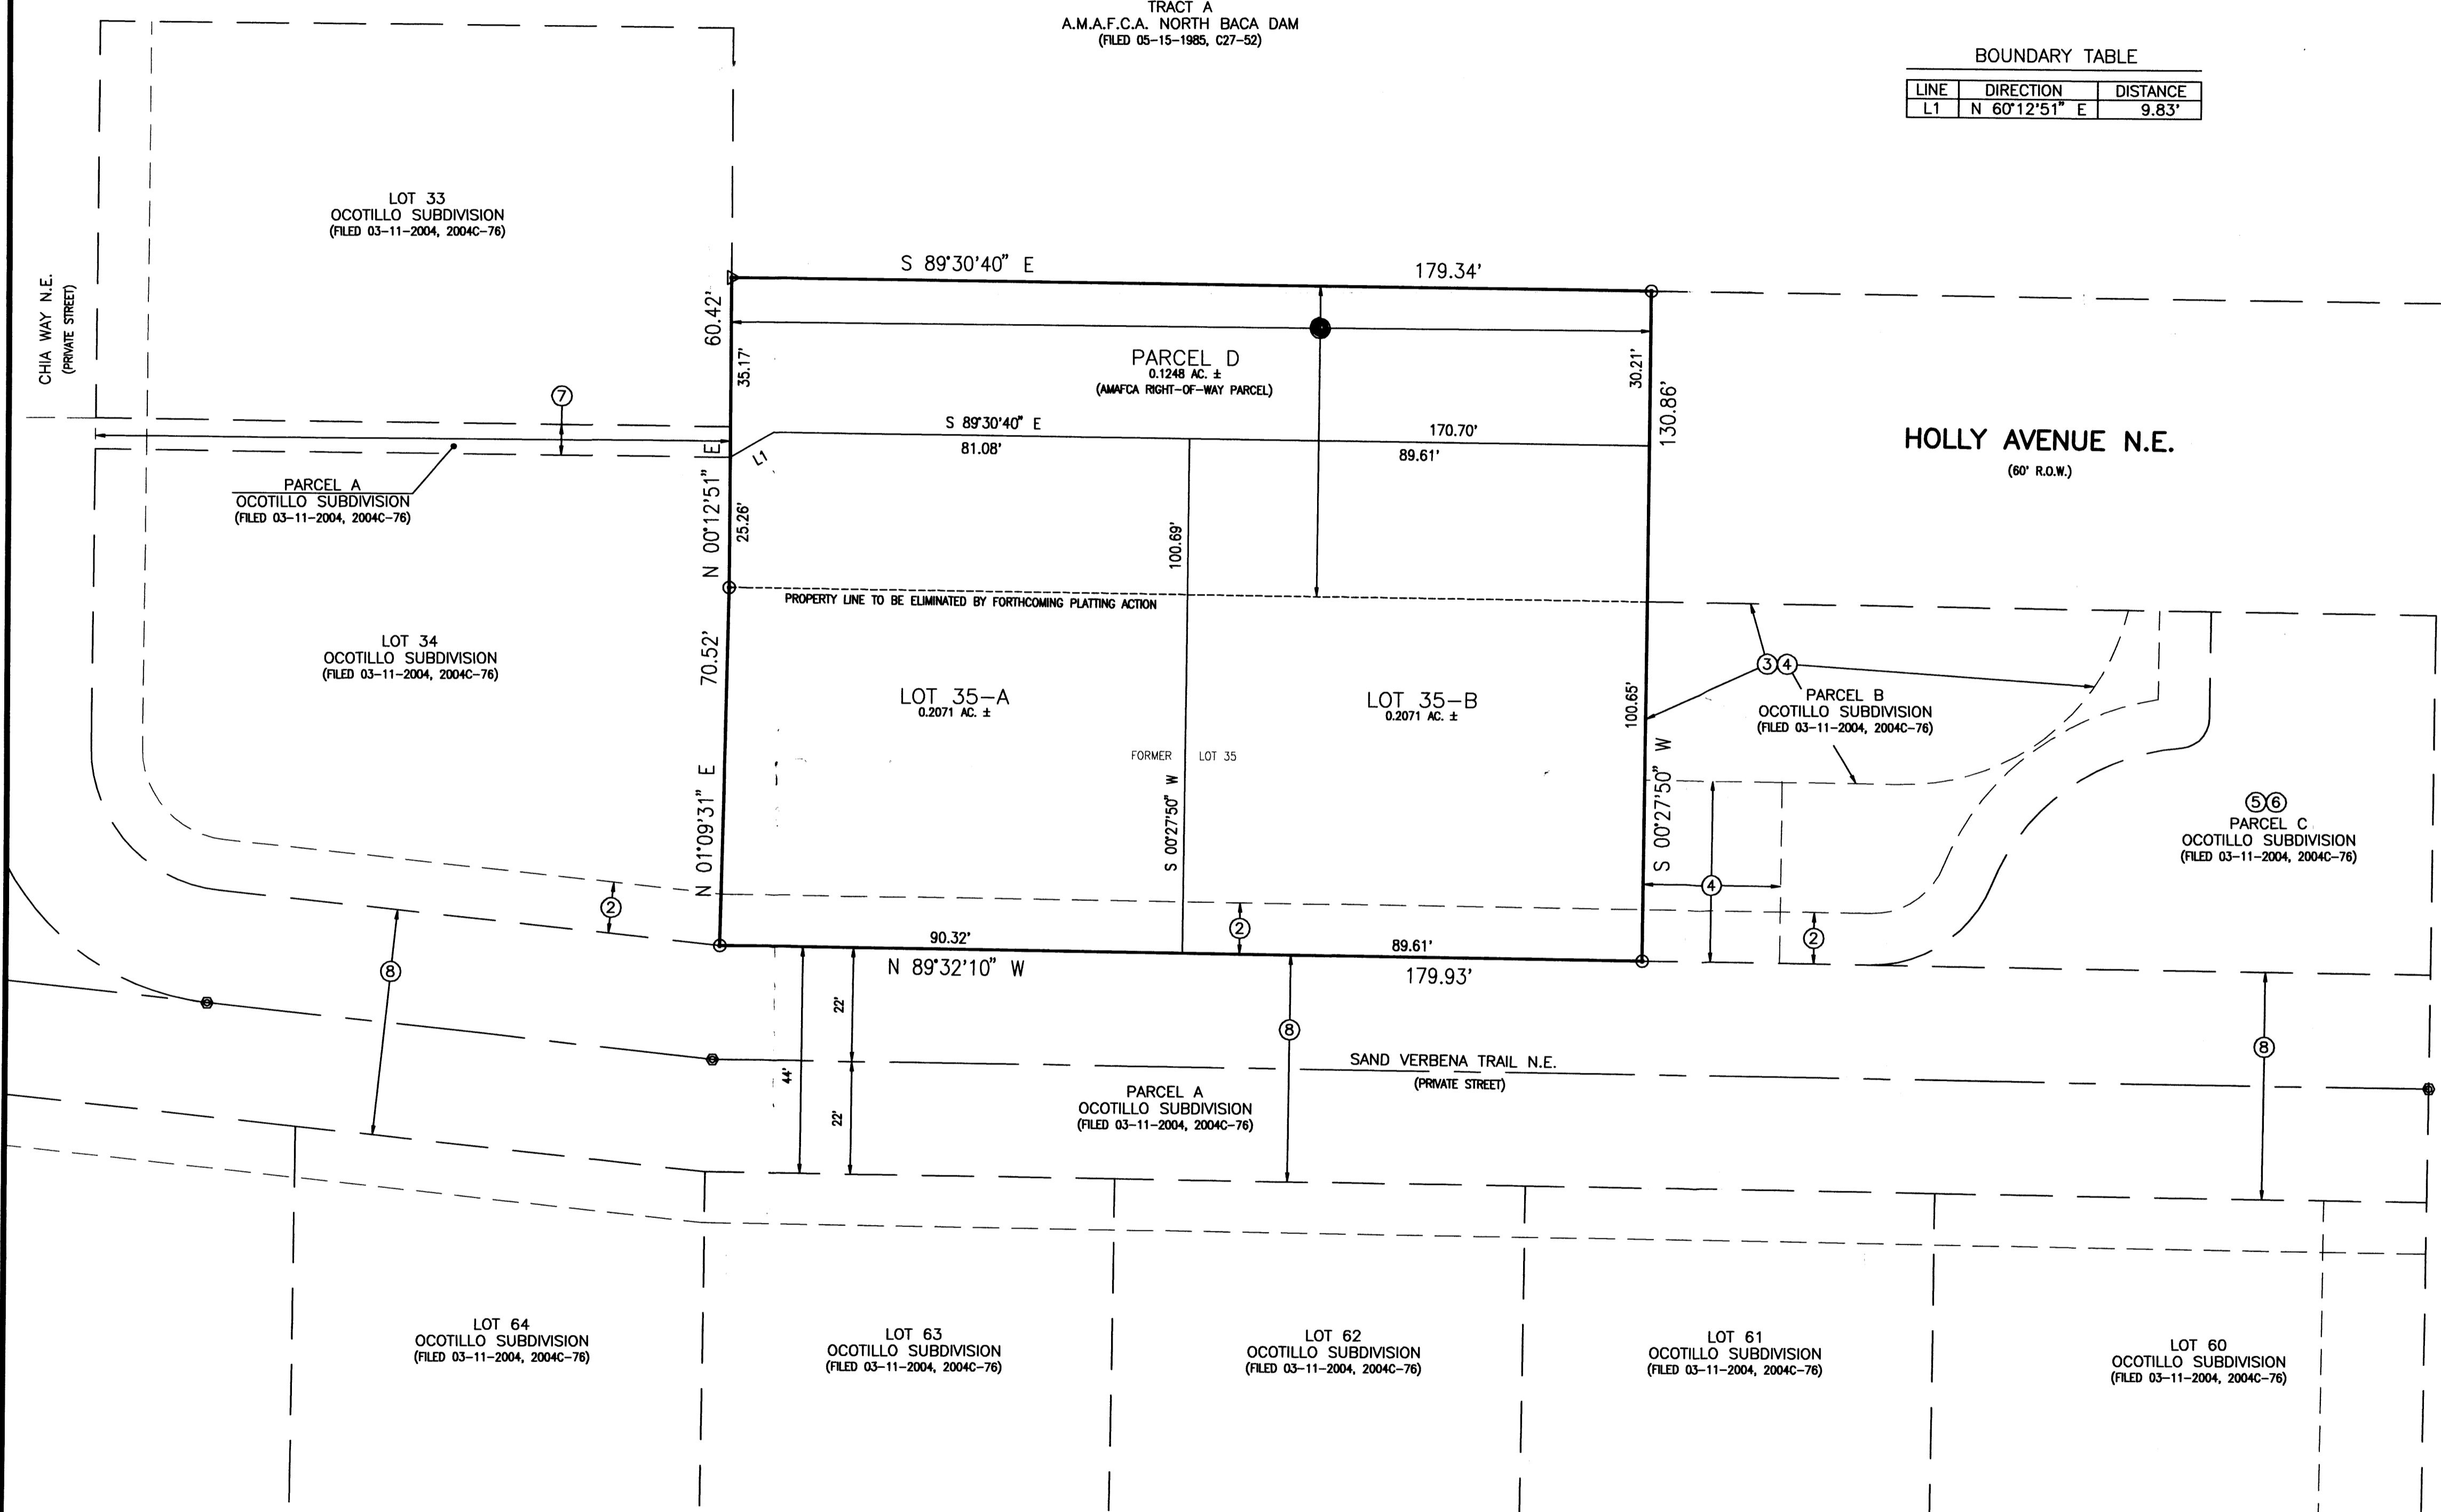 TRACT A
A.M.A.F.C.A. NORTH BACA DAM
(FILED 05-15-1985, C27-52)
BOUNDARY TABLE
LINE DIRECTION DISTANCE
L1 N 60°12'51" E 9.83'
LOT 33
OCOTILLO SUBDIVISION
(FILED 03-11-2004, 2004C-76)
CHIA WAY N.E.
(PRIVATE STREET)
S 89°30'40" E 179.34'
60.42'
35.17'
PARCEL D
0.1248 AC. ±
(AMAFCA RIGHT-OF-WAY PARCEL)
30.21'
130.86'
7
S 89°30'40" E 170.70'
81.08' 89.61'
L1
HOLLY AVENUE N.E.
(60' R.O.W.)
PARCEL A
OCOTILLO SUBDIVISION
(FILED 03-11-2004, 2004C-76)
N 00°12'51" E
25.26'
100.69'
PROPERTY LINE TO BE ELIMINATED BY FORTHCOMING PLATTING ACTION
LOT 34
OCOTILLO SUBDIVISION
(FILED 03-11-2004, 2004C-76)
70.52'
N 01°09'31" E
LOT 35-A
0.2071 AC. ±
LOT 35-B
0.2071 AC. ±
100.65'
S 00°27'50" W
3 4
PARCEL B
OCOTILLO SUBDIVISION
(FILED 03-11-2004, 2004C-76)
FORMER LOT 35
S 00°27'50" W
5 6
PARCEL C
OCOTILLO SUBDIVISION
(FILED 03-11-2004, 2004C-76)
4
2
2
2
90.32' 89.61'
N 89°32'10" W 179.93'
8
22'
44'
22'
8
8
SAND VERBENA TRAIL N.E.
(PRIVATE STREET)
PARCEL A
OCOTILLO SUBDIVISION
(FILED 03-11-2004, 2004C-76)
LOT 64
OCOTILLO SUBDIVISION
(FILED 03-11-2004, 2004C-76)
LOT 63
OCOTILLO SUBDIVISION
(FILED 03-11-2004, 2004C-76)
LOT 62
OCOTILLO SUBDIVISION
(FILED 03-11-2004, 2004C-76)
LOT 61
OCOTILLO SUBDIVISION
(FILED 03-11-2004, 2004C-76)
LOT 60
OCOTILLO SUBDIVISION
(FILED 03-11-2004, 2004C-76)